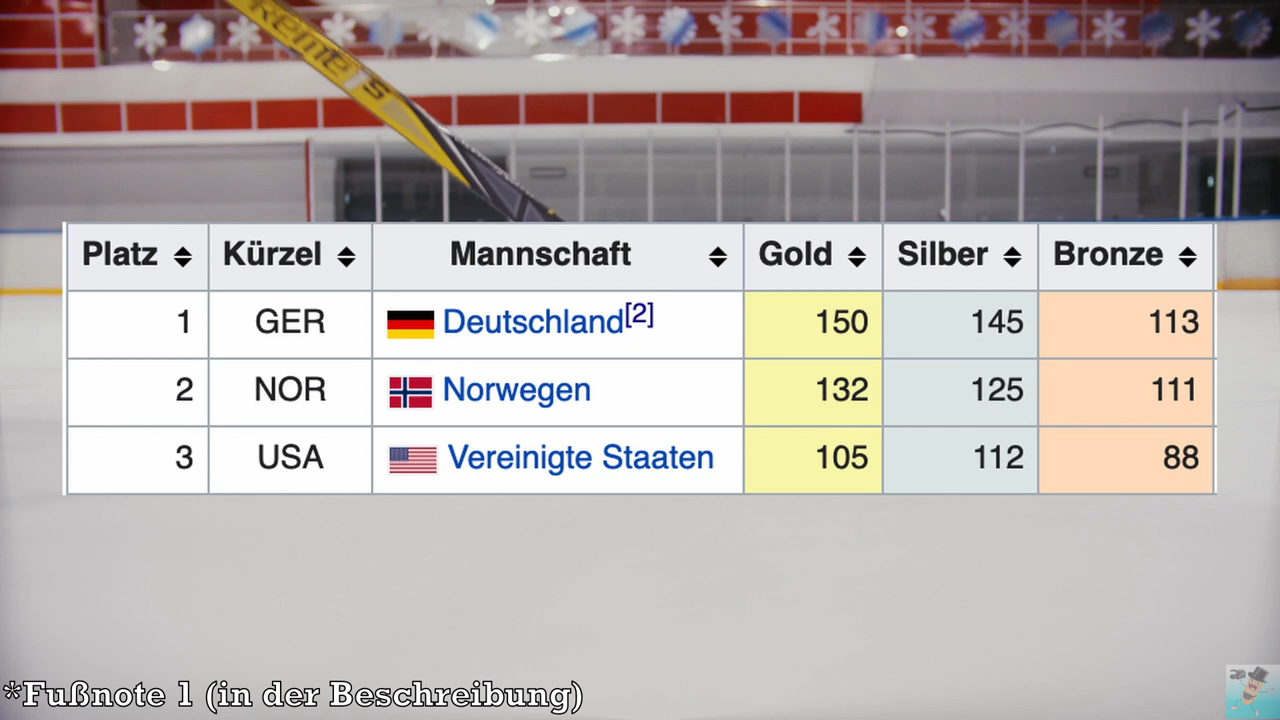 Platz Kürzel Mannschaft Gold Silber Bronze
1 GER Deutschland[2] 150 145 113
2 NOR Norwegen 132 125 111
3 USA Vereinigte Staaten 105 112 88
*Fußnote 1 (in der Beschreibung)